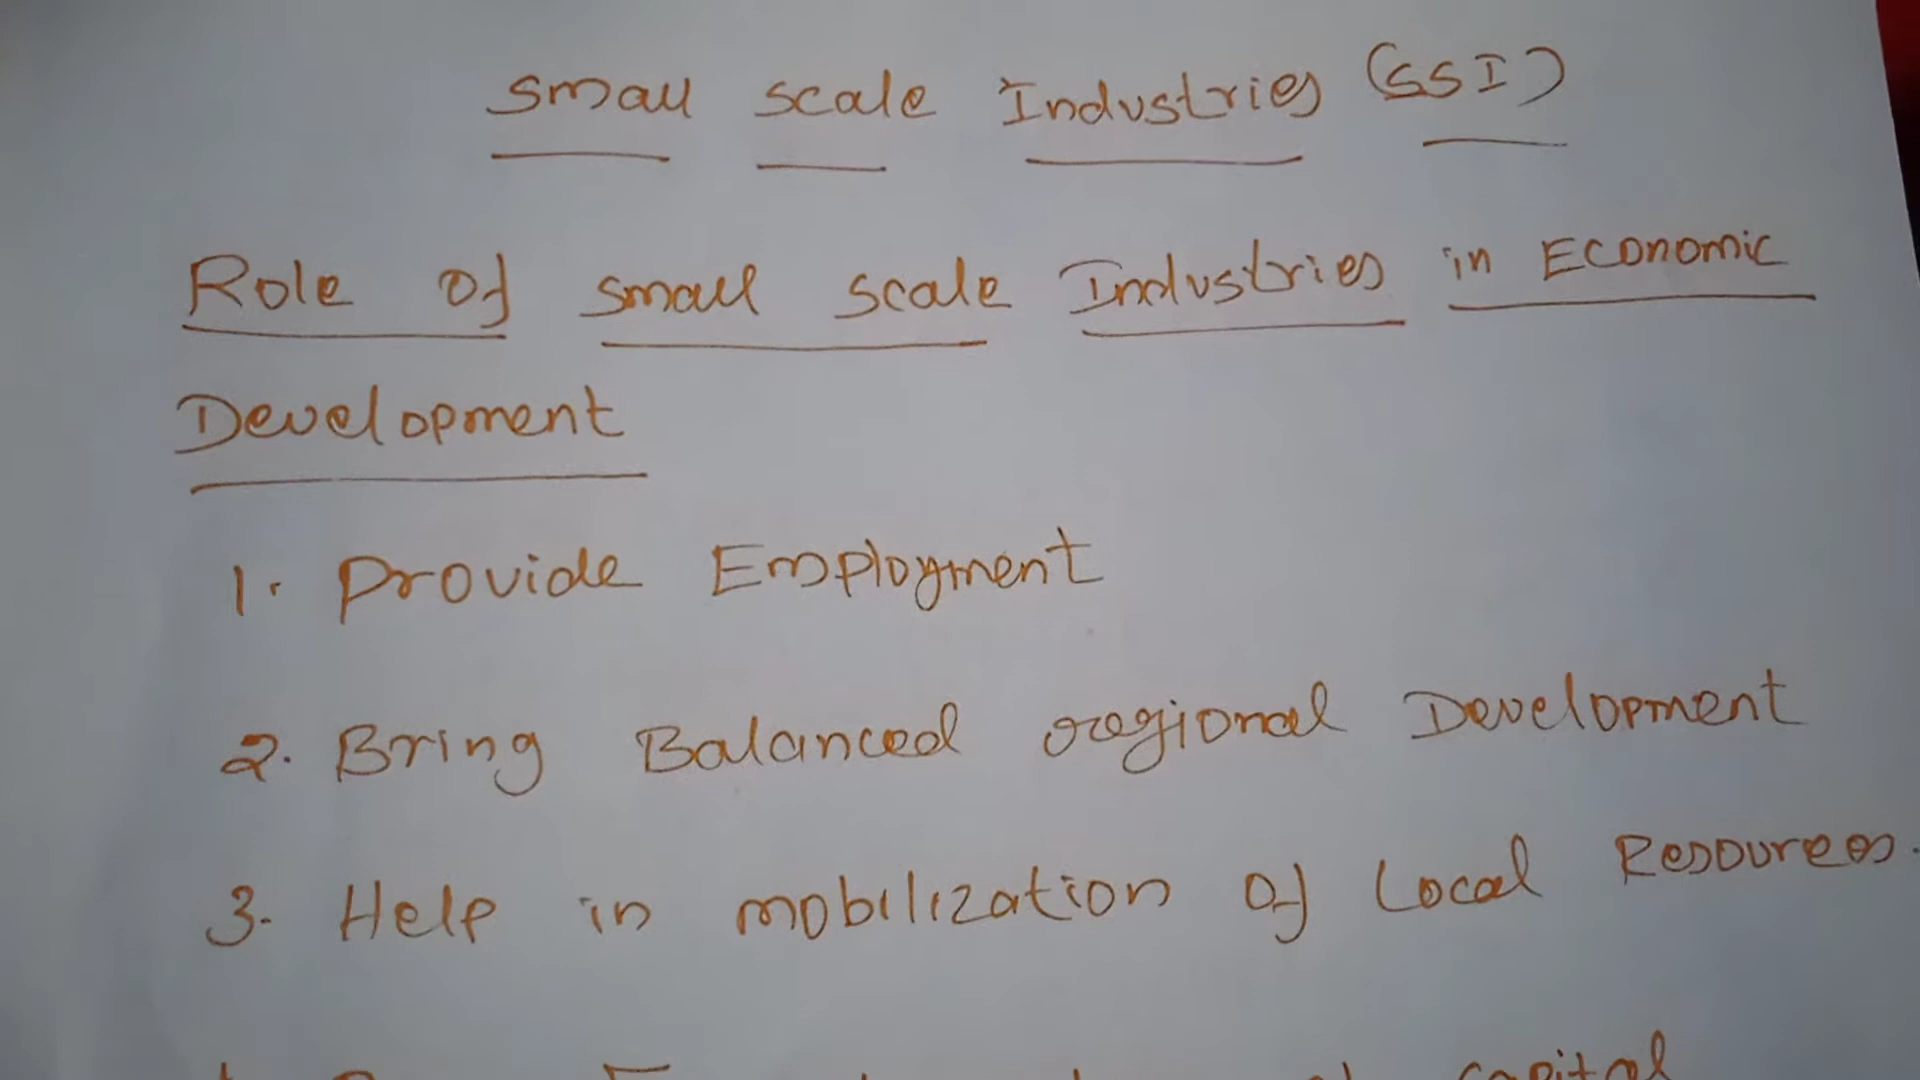 Small scale Industries (SSI)
Role of small scale Industries in Economic
Development
1. Provide Employment
2. Bring Balanced regional Development
3. Help in mobilization of Local Resources.
capital